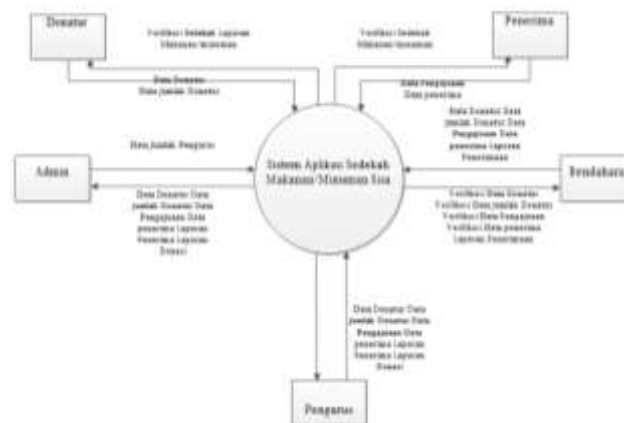 Donatur
Verifikasi Sedekah Laporan
Makanan/minuman
Data Donatur
Data Jumlah Donatur
Penerima
Verifikasi Sedekah
Makanan/minuman
Data Pengajuan
Data penerima
Admin
Data Jumlah Pengurus
Data Donatur Data
jumlah Donatur Data
Pengajuan Data
penerima Laporan
Penerima Laporan
Donasi
Sistem Aplikasi Sedekah
Makanan/Minuman Sisa
Data Donatur Data
jumlah Donatur Data
Pengajuan Data
penerima Laporan
Penerimaan
Bendahara
Verifikasi Data Donatur
Verifikasi Data Jumlah Donatur
Verifikasi Data Pengajuan
Verifikasi Data penerima
Laporan Penerimaan
Data Donatur Data
jumlah Donatur Data
Pengajuan Data
penerima Laporan
Penerima Laporan
Donasi
Pengurus